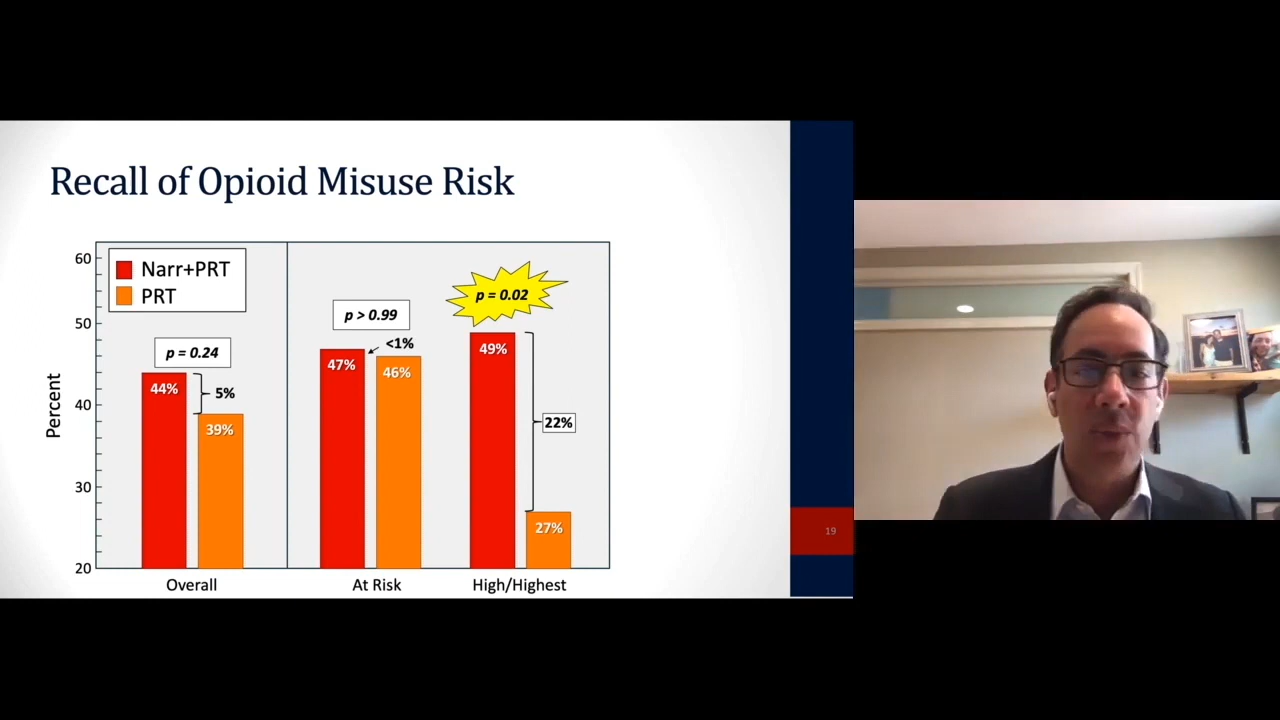 Recall of Opioid Misuse Risk
60
50
40
30
20
Percent
Narr+PRT
PRT
p = 0.24
44%
5%
39%
p > 0.99
<1%
47%
46%
p = 0.02
49%
22%
27%
Overall
At Risk
High/Highest
19